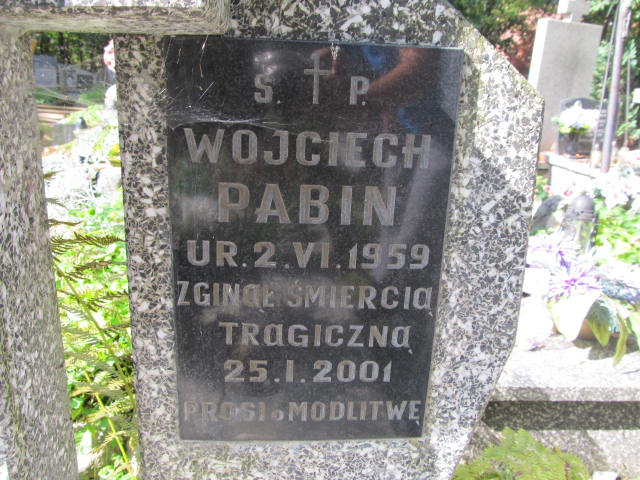 Ś. P.
WOJCIECH
PABIN
UR. 2. VI. 1959
ZGINĄŁ ŚMIERCIĄ
TRAGICZNĄ
25. I. 2001
PROSI o MODLITWĘ